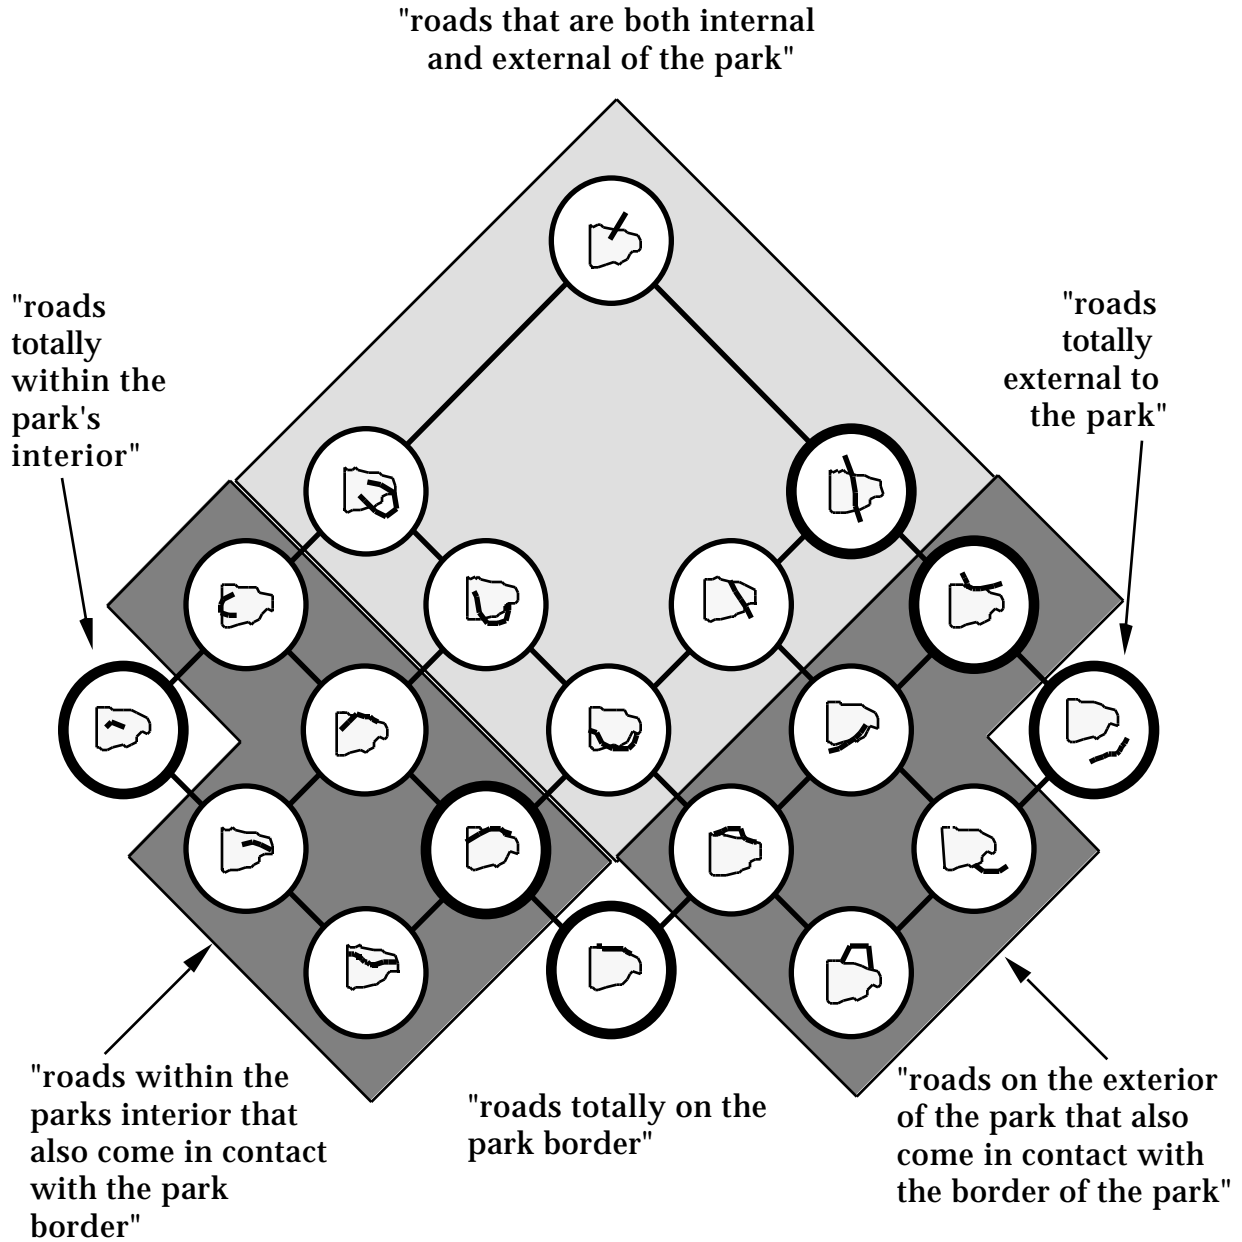 "roads that are both internal
and external of the park"
"roads
totally
within the
park's
interior"
"roads
totally
external to
the park"
"roads within the
parks interior that
also come in contact
with the park
border"
"roads totally on the
park border"
"roads on the exterior
of the park that also
come in contact with
the border of the park"